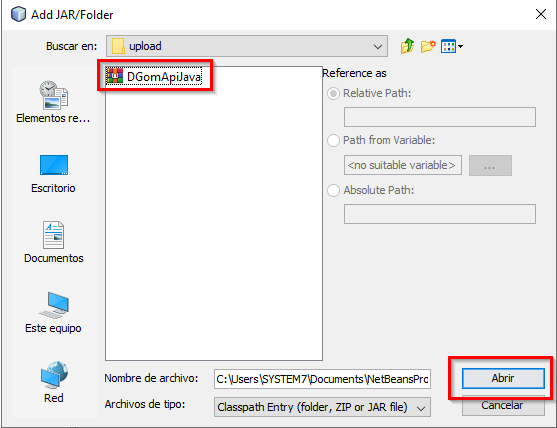 Add JAR/Folder
Buscar en:
upload
DGomApiJava
Elementos re...
Escritorio
Documentos
Este equipo
Red
Reference as
Relative Path:
Path from Variable:
<no suitable variable>
...
Absolute Path:
Nombre de archivo:
C:\Users\SYSTEM7\Documents\NetBeansPro
Abrir
Archivos de tipo:
Classpath Entry (folder, ZIP or JAR file)
Cancelar